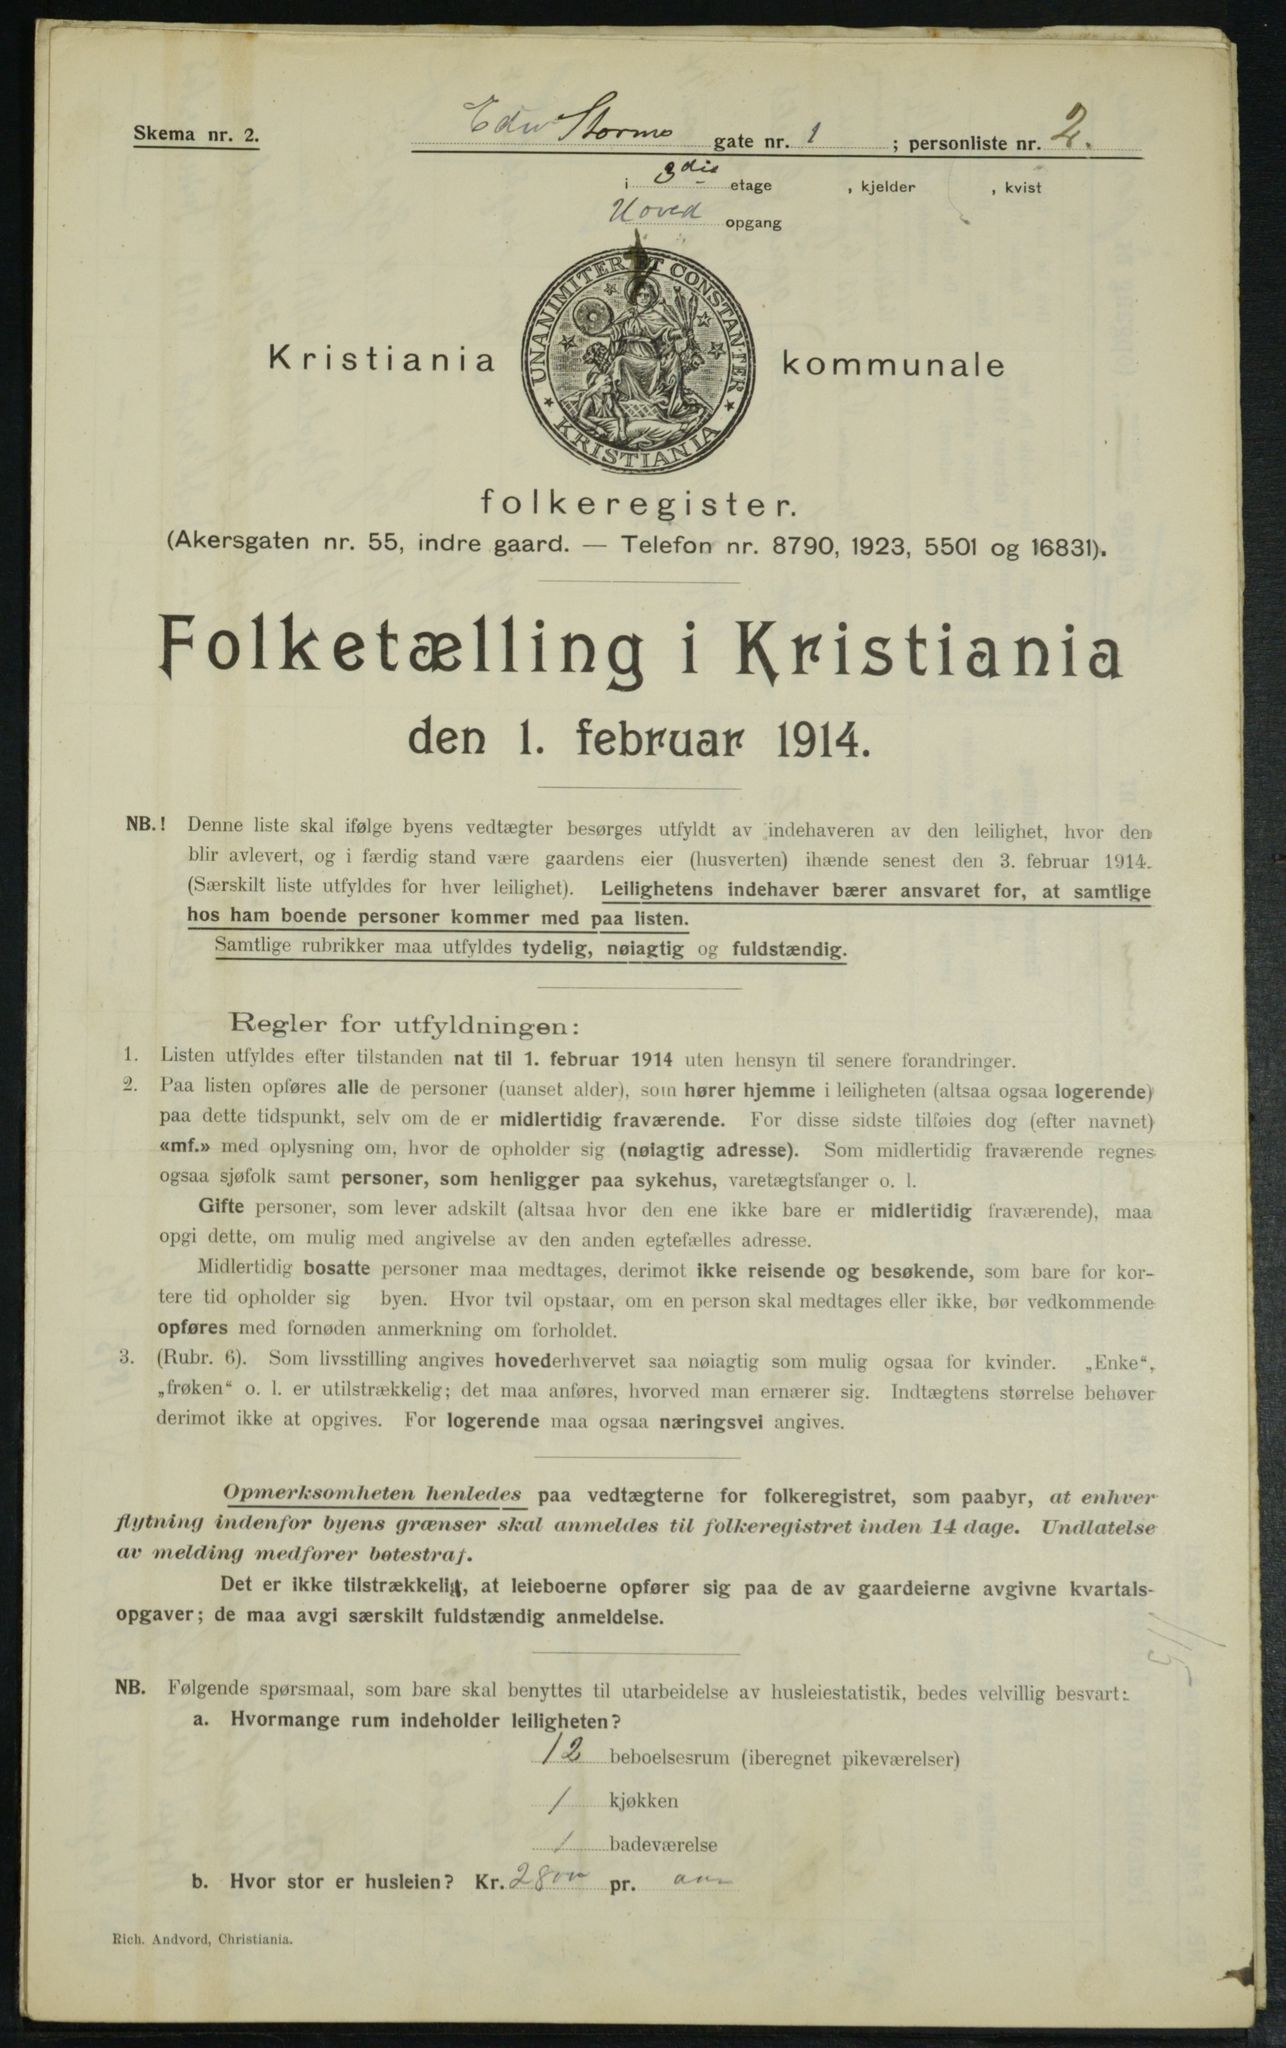 Skema nr. 2.
Edv Storms gate nr. 1 ; personliste nr. 2.
i 3die etage , kjelder , kvist
Hoved opgang
UNANIMITER ET CONSTANTER
KRISTIANIA
Kristiania kommunale
folkeregister.
(Akersgaten nr. 55, indre gaard. — Telefon nr. 8790, 1923, 5501 og 16831).
Folketælling i Kristiania
den 1. februar 1914.
NB.! Denne liste skal ifølge byens vedtægter besørges utfyldt av indehaveren av den leilighet, hvor den
blir avlevert, og i færdig stand være gaardens eier (husverten) ihænde senest den 3. februar 1914.
(Særskilt liste utfyldes for hver leilighet). Leilighetens indehaver bærer ansvaret for, at samtlige
hos ham boende personer kommer med paa listen.
Samtlige rubrikker maa utfyldes tydelig, nøiagtig og fuldstændig.
Regler for utfyldningen:
1. Listen utfyldes efter tilstanden nat til 1. februar 1914 uten hensyn til senere forandringer.
2. Paa listen opføres alle de personer (uanset alder), som hører hjemme i leiligheten (altsaa ogsaa logerende)
paa dette tidspunkt, selv om de er midlertidig fraværende. For disse sidste tilføies dog (efter navnet)
«mf.» med oplysning om, hvor de opholder sig (nøiagtig adresse). Som midlertidig fraværende regnes
ogsaa sjøfolk samt personer, som henligger paa sykehus, varetægtsfanger o. l.
Gifte personer, som lever adskilt (altsaa hvor den ene ikke bare er midlertidig fraværende), maa
opgi dette, om mulig med angivelse av den anden egtefælles adresse.
Midlertidig bosatte personer maa medtages, derimot ikke reisende og besøkende, som bare for kor-
tere tid opholder sig byen. Hvor tvil opstaar, om en person skal medtages eller ikke, bør vedkommende
opføres med fornøden anmerkning om forholdet.
3. (Rubr. 6). Som livsstilling angives hovederhvervet saa nøiagtig som mulig ogsaa for kvinder. „Enke“,
„frøken“ o. l. er utilstrækkelig; det maa anføres, hvorved man ernærer sig. Indtægtens størrelse behøver
derimot ikke at opgives. For logerende maa ogsaa næringsvei angives.
Opmerksomheten henledes paa vedtægterne for folkeregistret, som paabyr, at enhver
flytning indenfor byens grænser skal anmeldes til folkeregistret inden 14 dage. Undlatelse
av melding medfører bøtestraf.
Det er ikke tilstrækkelig, at leieboerne opfører sig paa de av gaardeierne avgivne kvartals-
opgaver; de maa avgi særskilt fuldstændig anmeldelse.
NB. Følgende spørsmaal, som bare skal benyttes til utarbeidelse av husleiestatistik, bedes velvillig besvart:
a. Hvormange rum indeholder leiligheten?
12 beboelsesrum (iberegnet pikeværelser)
1 kjøkken
1 badeværelse
b. Hvor stor er husleien? Kr. 2800 pr. aar
Rich. Andvord, Christiania.